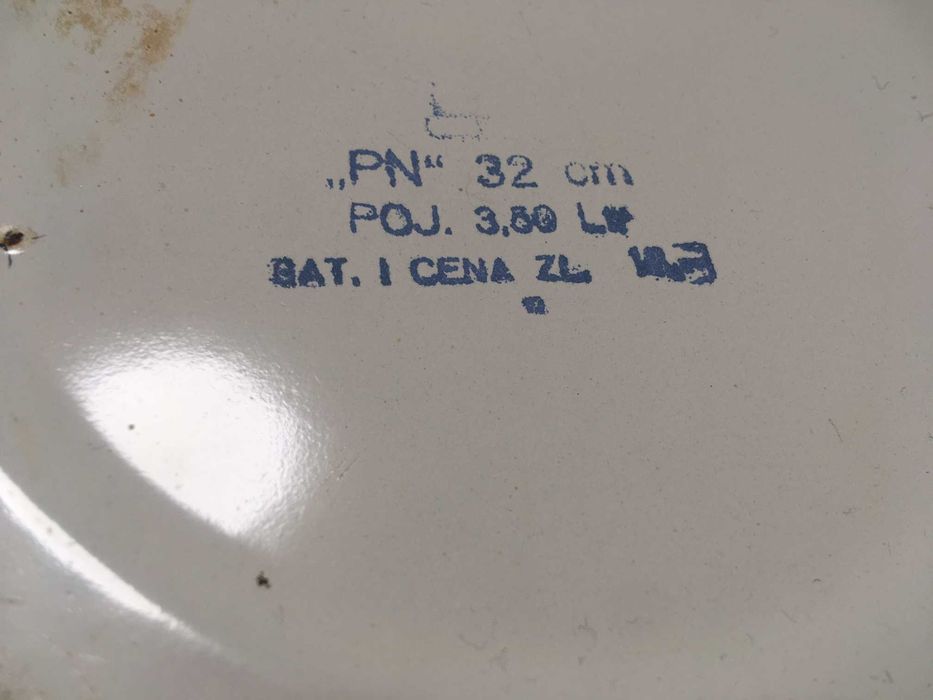 „PN“ 32 cm
POJ. 3,50 L
GAT. I CENA ZŁ.